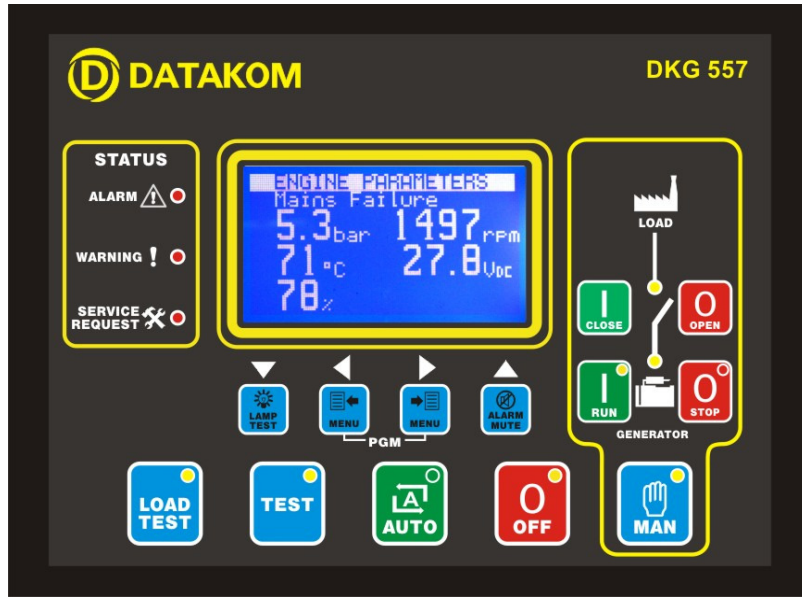 DATAKOM
DKG 557
STATUS
ALARM
WARNING !
SERVICE REQUEST
ENGINE PARAMETERS
Mains Failure
5.3bar 1497rpm
71°C 27.8VDC
78%
LOAD
I CLOSE
O OPEN
I RUN
O STOP
GENERATOR
LAMP TEST
MENU
MENU
ALARM MUTE
PGM
LOAD TEST
TEST
A AUTO
O OFF
MAN